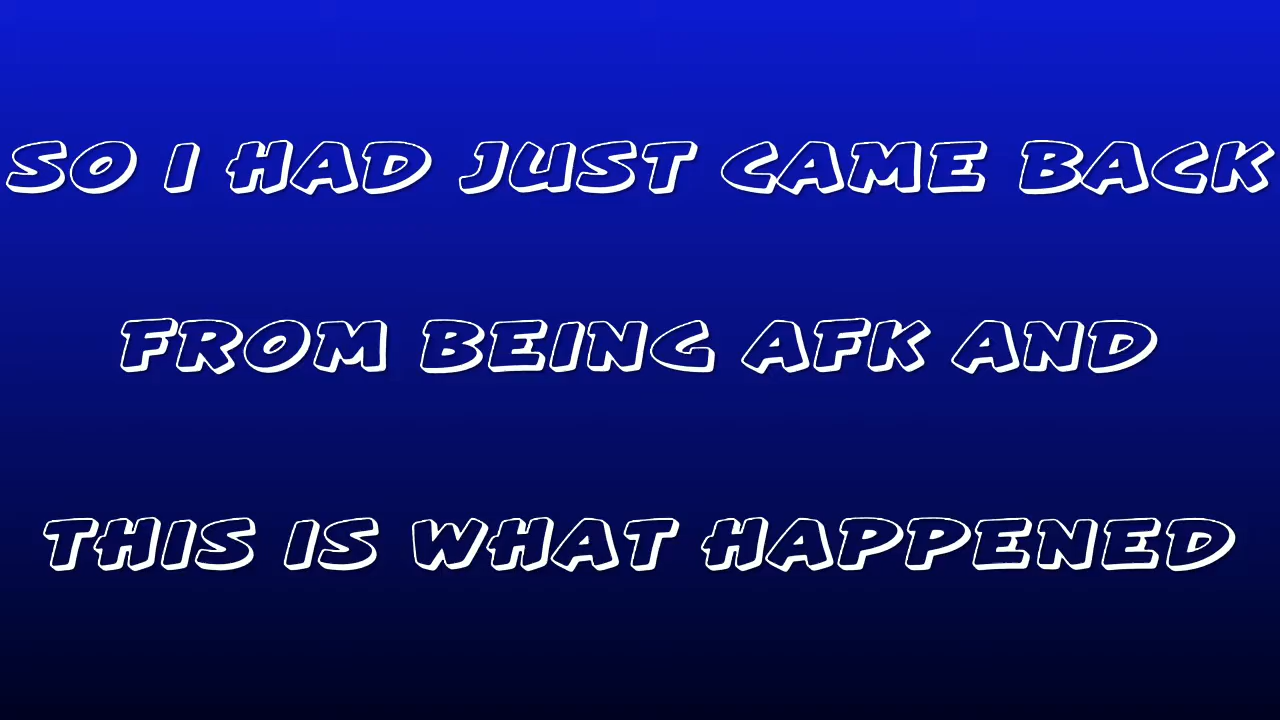 SO I HAD JUST CAME BACK
FROM BEING AFK AND
THIS IS WHAT HAPPENED